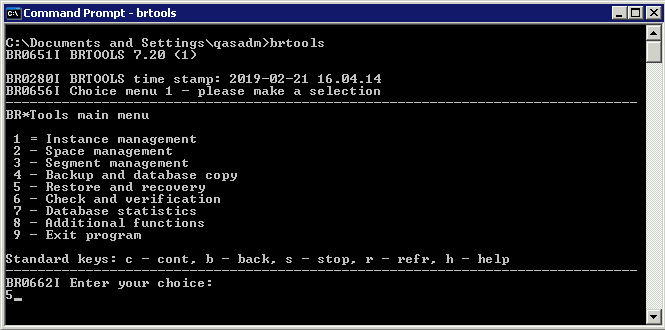 Command Prompt - brtools
C:\Documents and Settings\qasadm>brtools
BR0651I BRTOOLS 7.20 (1)
BR0280I BRTOOLS time stamp: 2019-02-21 16.04.14
BR0656I Choice menu 1 - please make a selection
-------------------------------------------------------------------------------
BR*Tools main menu
1 = Instance management
2 - Space management
3 - Segment management
4 - Backup and database copy
5 - Restore and recovery
6 - Check and verification
7 - Database statistics
8 - Additional functions
9 - Exit program
Standard keys: c - cont, b - back, s - stop, r - refr, h - help
-------------------------------------------------------------------------------
BR0662I Enter your choice:
5_